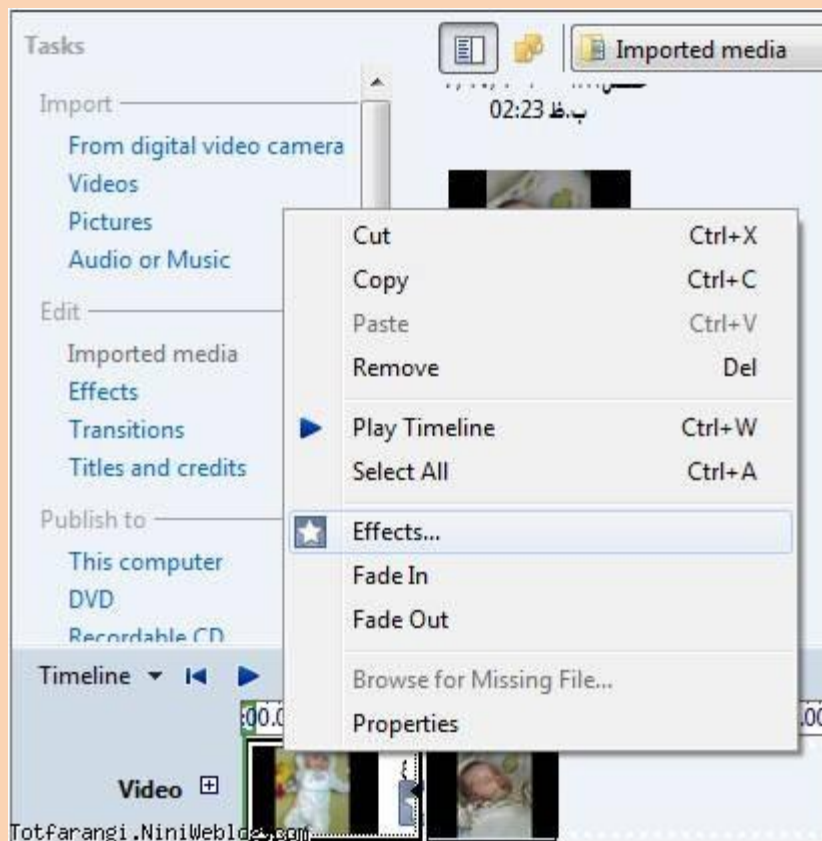 Tasks
Imported media
Import
ب.ظ 02:23
From digital video camera
Videos
Pictures
Audio or Music
Edit
Imported media
Effects
Transitions
Titles and credits
Publish to
This computer
DVD
Recordable CD
Cut Ctrl+X
Copy Ctrl+C
Paste Ctrl+V
Remove Del
Play Timeline Ctrl+W
Select All Ctrl+A
Effects...
Fade In
Fade Out
Browse for Missing File...
Properties
Timeline
Video
Totfarangi.NiniWeblog.com